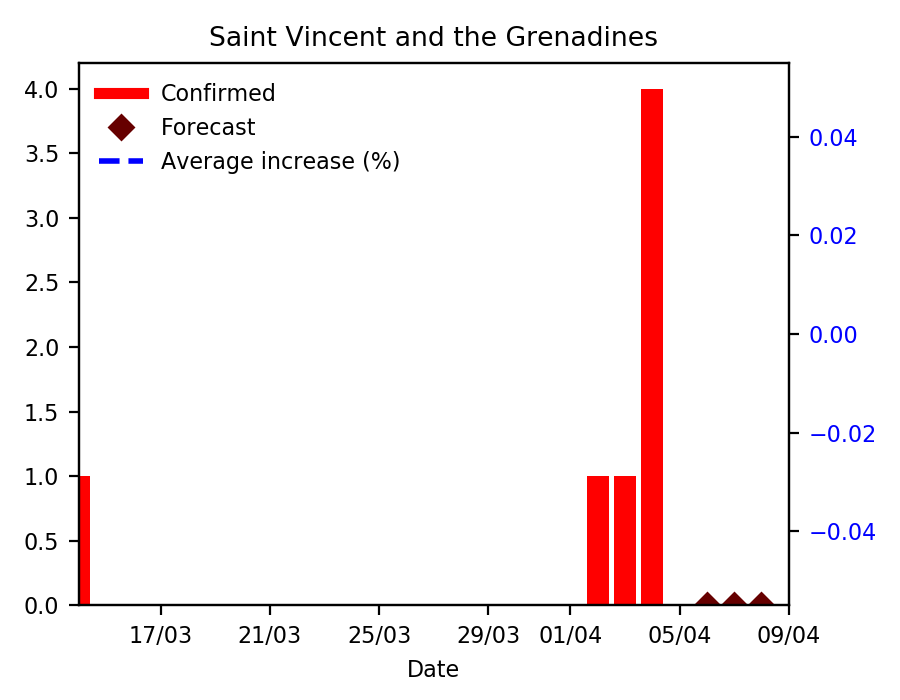 Saint Vincent and the Grenadines
Confirmed
Forecast
Average increase (%)
4.0
3.5
3.0
2.5
2.0
1.5
1.0
0.5
0.0
0.04
0.02
0.00
−0.02
−0.04
17/03 21/03 25/03 29/03 01/04 05/04 09/04
Date